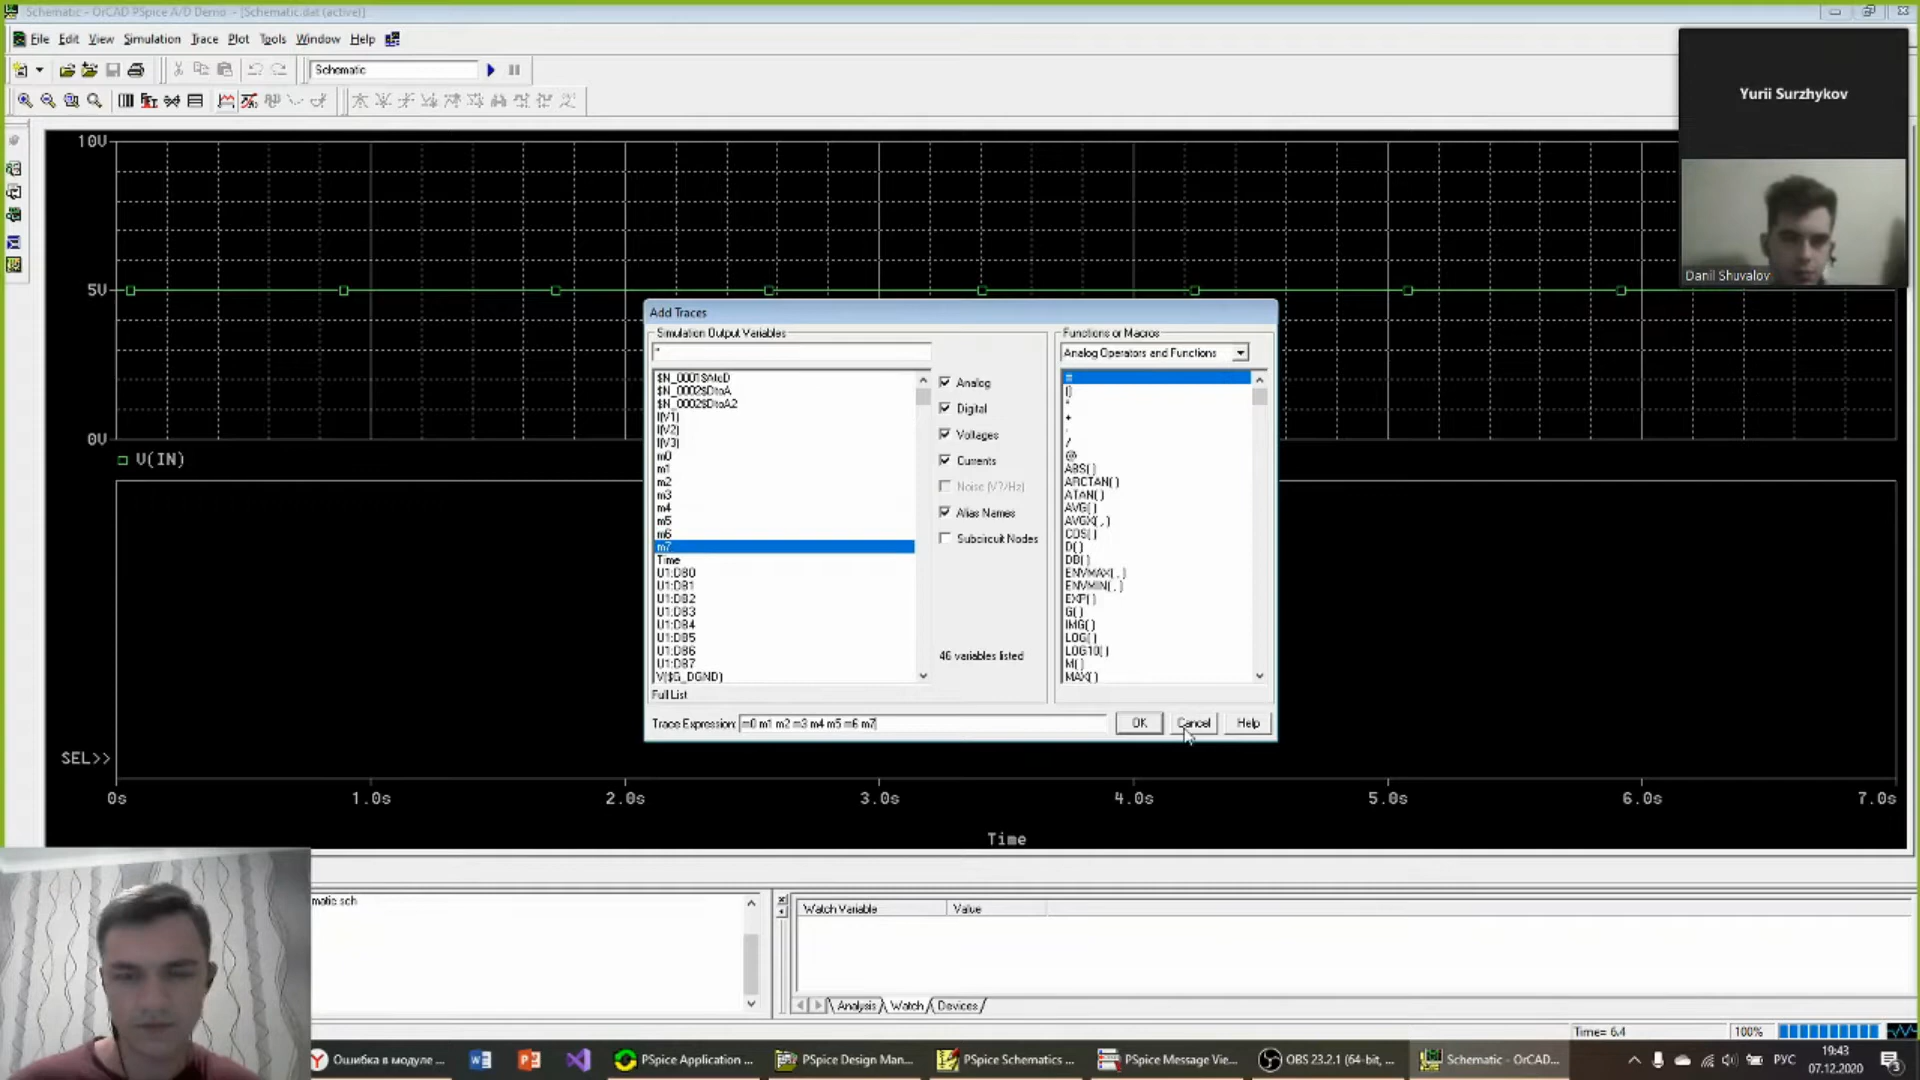 Schematic - OrCAD PSpice A/D Demo - [Schematic.dat (active)]
File Edit View Simulation Trace Plot Tools Window Help
Schematic
Yurii Surzhykov
Danil Shuvalov
10V
5V
0V
V(IN)
SEL>>
0s 1.0s 2.0s 3.0s 4.0s 5.0s 6.0s 7.0s
Time
Add Traces
Simulation Output Variables
*
$N_0001$AtoD
$N_0002$DtoA
$N_0002$DtoA2
I(V1)
I(V2)
I(V3)
m0
m1
m2
m3
m4
m5
m6
m7
Time
U1:DB0
U1:DB1
U1:DB2
U1:DB3
U1:DB4
U1:DB5
U1:DB6
U1:DB7
V($G_DGND)
Full List
Analog
Digital
Voltages
Currents
Noise (V²/Hz)
Alias Names
Subcircuit Nodes
46 variables listed
Functions or Macros
Analog Operators and Functions
#
()
*
+
-
/
@
ABS()
ARCTAN()
ATAN()
AVG()
AVGX(,)
COS()
D()
DB()
ENVMAX(,)
ENVMIN(,)
EXP()
G()
IMG()
LOG()
LOG10()
M()
MAX()
Trace Expression: m0 m1 m2 m3 m4 m5 m6 m7
OK Cancel Help
matic.sch
Watch Variable Value
Analysis Watch Devices
Time= 6.4 100%
Ошибка в модуле ...
PSpice Application ...
PSpice Design Man...
PSpice Schematics ...
PSpice Message Vie...
OBS 23.2.1 (64-bit, ...
Schematic - OrCAD...
РУС
19:43
07.12.2020
3